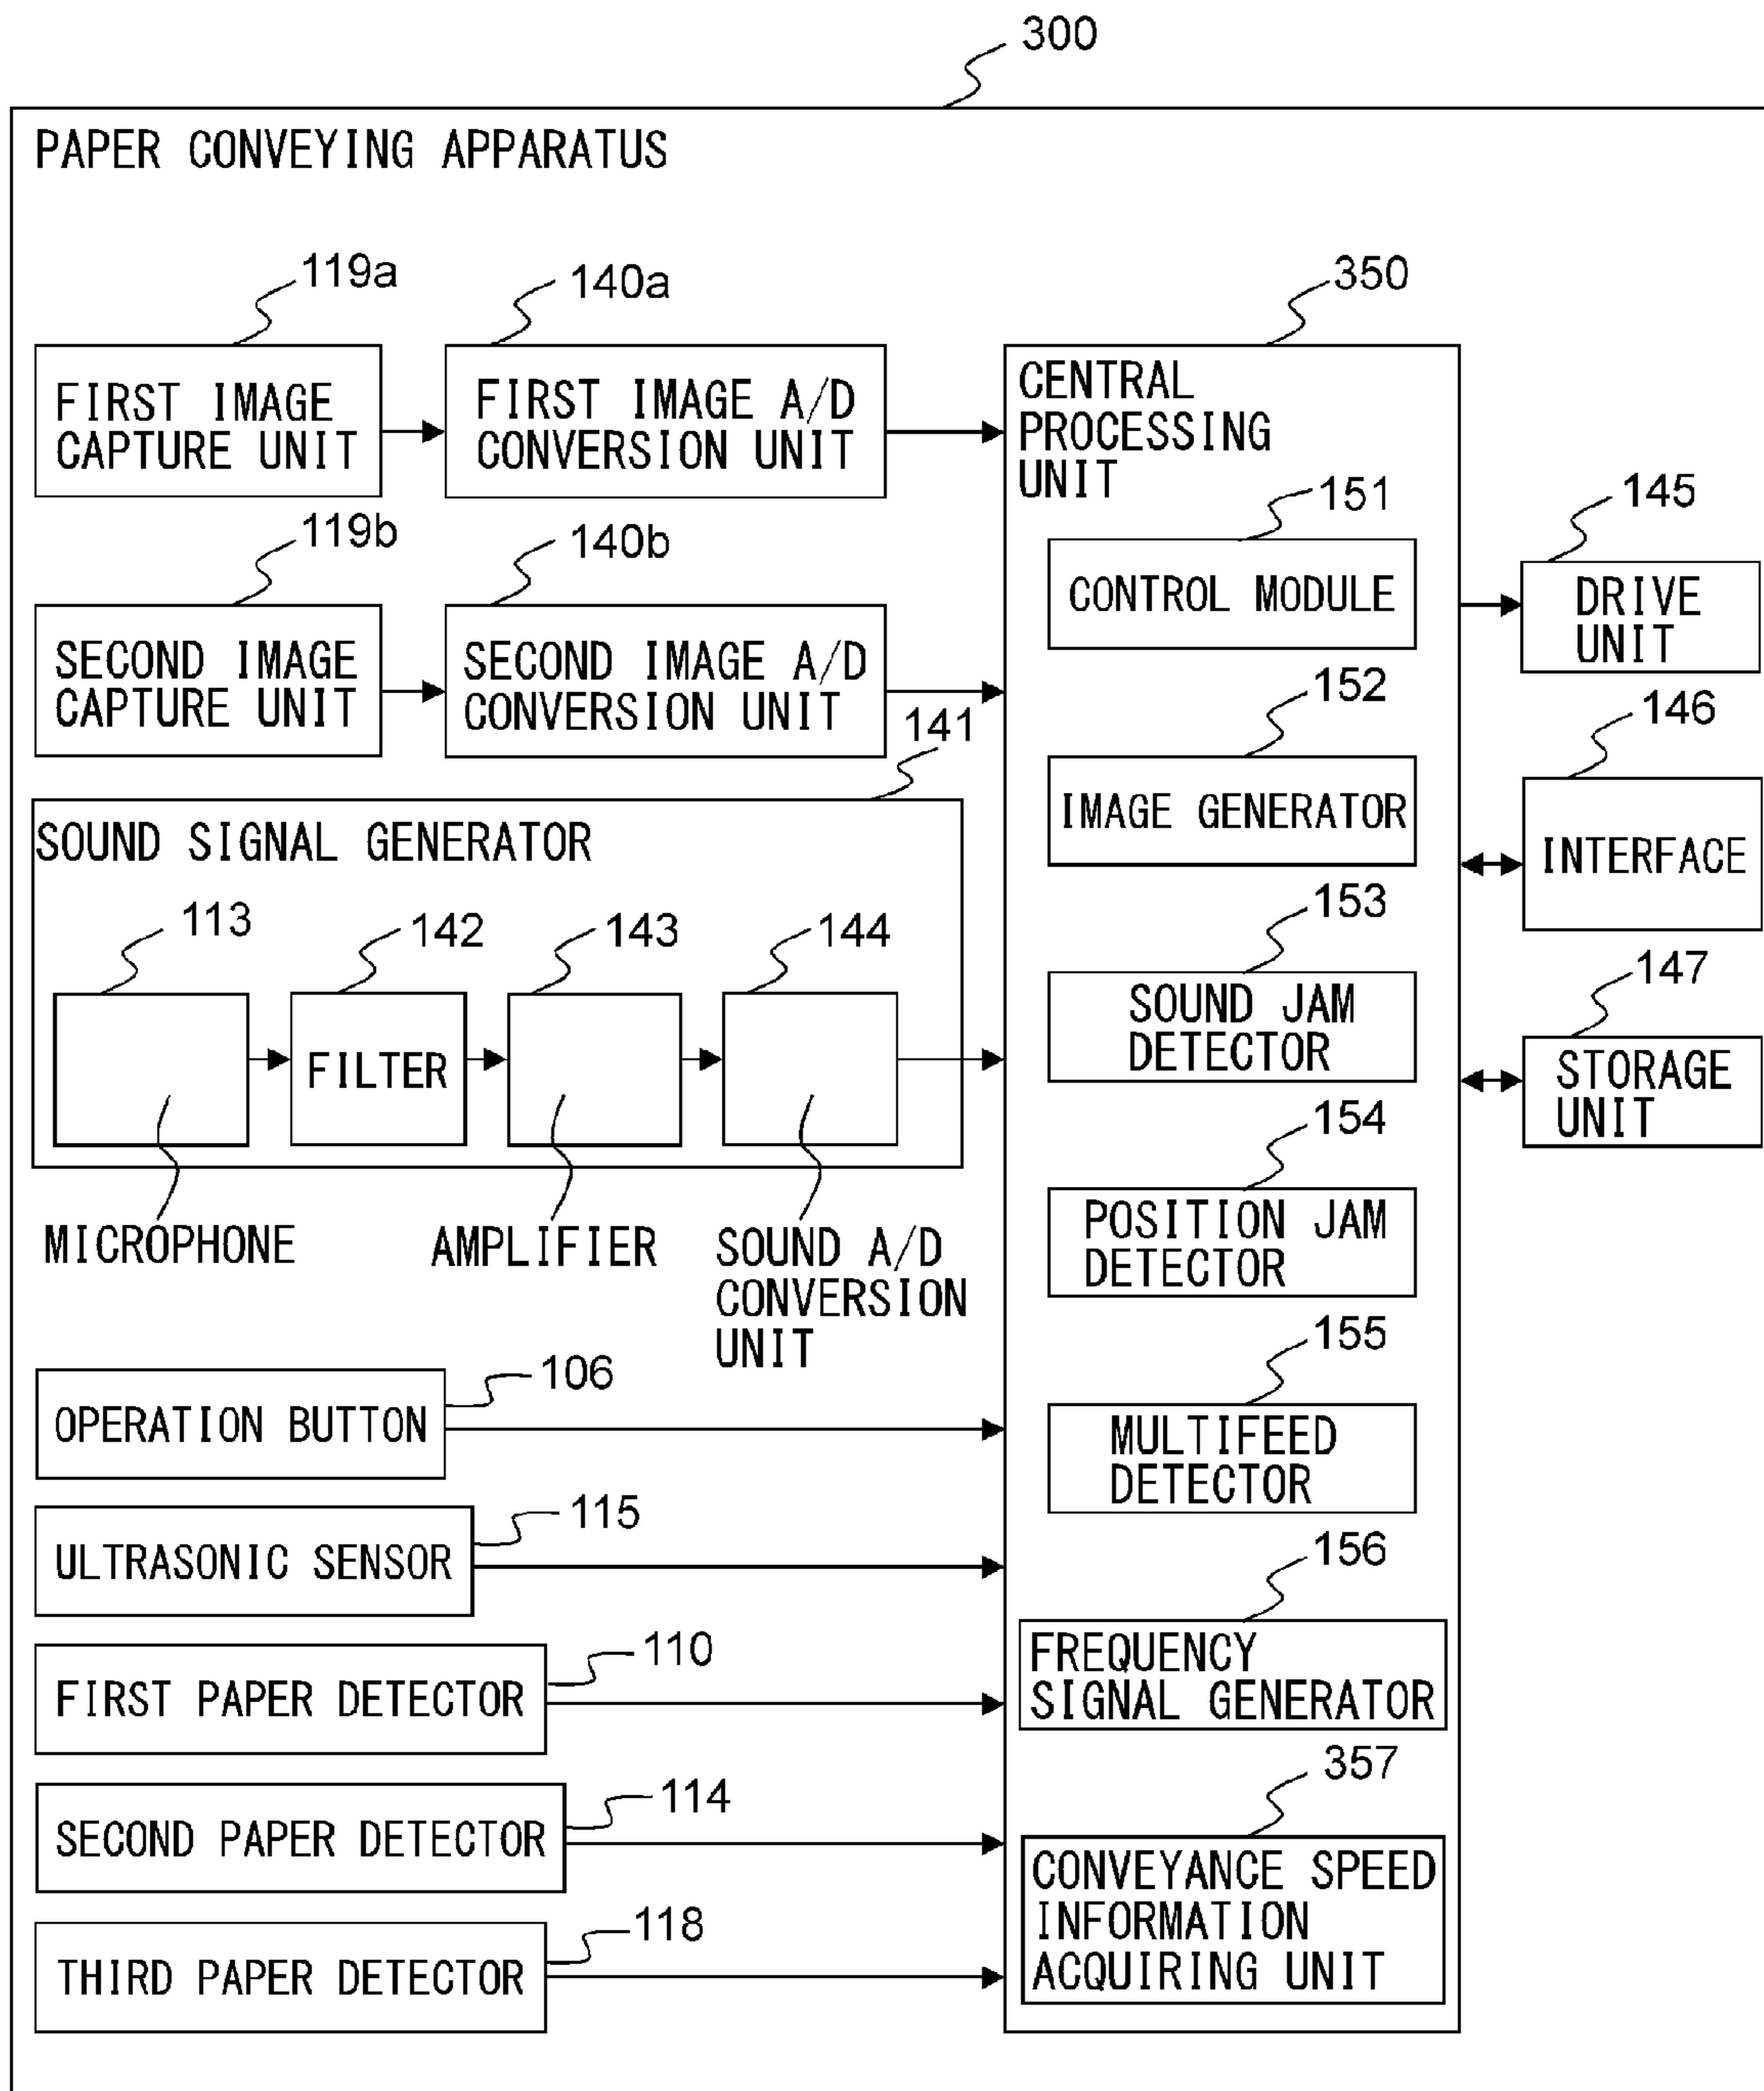 300
PAPER CONVEYING APPARATUS
119a
140a
350
FIRST IMAGE
CAPTURE UNIT
FIRST IMAGE A/D
CONVERSION UNIT
CENTRAL
PROCESSING
UNIT
119b
140b
151
145
SECOND IMAGE
CAPTURE UNIT
SECOND IMAGE A/D
CONVERSION UNIT
CONTROL MODULE
DRIVE
UNIT
141
152
146
SOUND SIGNAL GENERATOR
IMAGE GENERATOR
INTERFACE
113
142
143
144
153
147
FILTER
SOUND JAM
DETECTOR
STORAGE
UNIT
MICROPHONE
AMPLIFIER
SOUND A/D
CONVERSION
UNIT
154
POSITION JAM
DETECTOR
106
OPERATION BUTTON
155
MULTIFEED
DETECTOR
115
ULTRASONIC SENSOR
156
FREQUENCY
SIGNAL GENERATOR
110
FIRST PAPER DETECTOR
357
114
SECOND PAPER DETECTOR
CONVEYANCE SPEED
INFORMATION
ACQUIRING UNIT
118
THIRD PAPER DETECTOR